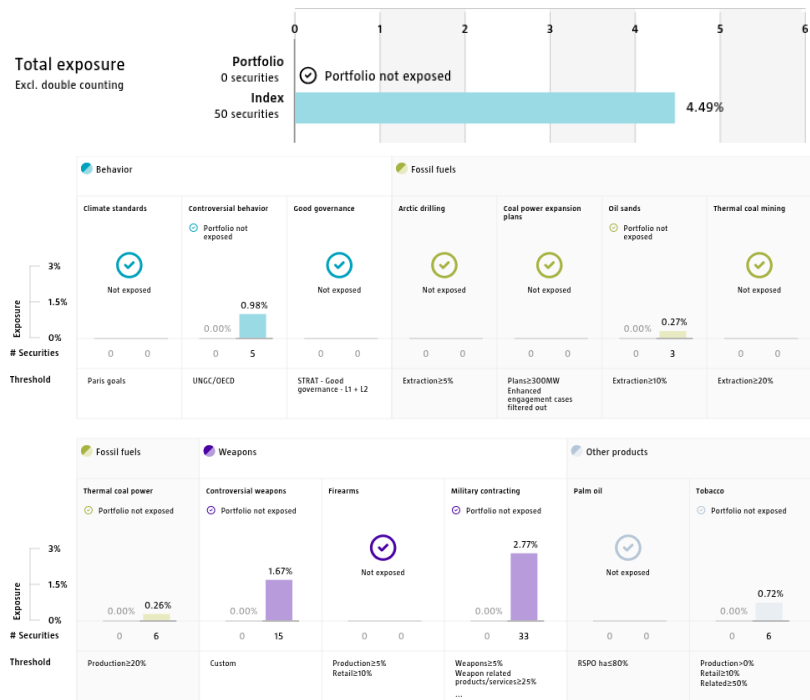 0 1 2 3 4 5 6
Total exposure
Excl. double counting
Portfolio
0 securities
Portfolio not exposed
Index
50 securities
4.49%
Behavior
Fossil fuels
Climate standards
Controversial behavior
Good governance
Arctic drilling
Coal power expansion
plans
Oil sands
Thermal coal mining
Portfolio not
exposed
Portfolio not
exposed
Not exposed
Not exposed
Not exposed
Not exposed
Not exposed
Exposure
3%
1.5%
0%
0.00%
0.98%
0.00%
0.27%
# Securities
0 0 0 5 0 0 0 0 0 0 0 3 0 0
Threshold
Paris goals
UNGC/OECD
STRAT - Good
governance - L1 + L2
Extraction≥5%
Plans≥300MW
Enhanced
engagement cases
filtered out
Extraction≥10%
Extraction≥20%
Fossil fuels
Weapons
Other products
Thermal coal power
Controversial weapons
Firearms
Military contracting
Palm oil
Tobacco
Portfolio not exposed
Portfolio not exposed
Portfolio not exposed
Portfolio not exposed
Not exposed
Not exposed
Exposure
3%
1.5%
0%
0.00%
0.26%
0.00%
1.67%
0.00%
2.77%
0.00%
0.72%
# Securities
0 6 0 15 0 0 0 33 0 0 0 6
Threshold
Production≥20%
Custom
Production≥5%
Retail≥10%
Weapons≥5%
Weapon related
products/services≥25%
...
RSPO ha≤80%
Production>0%
Retail≥10%
Related≥50%